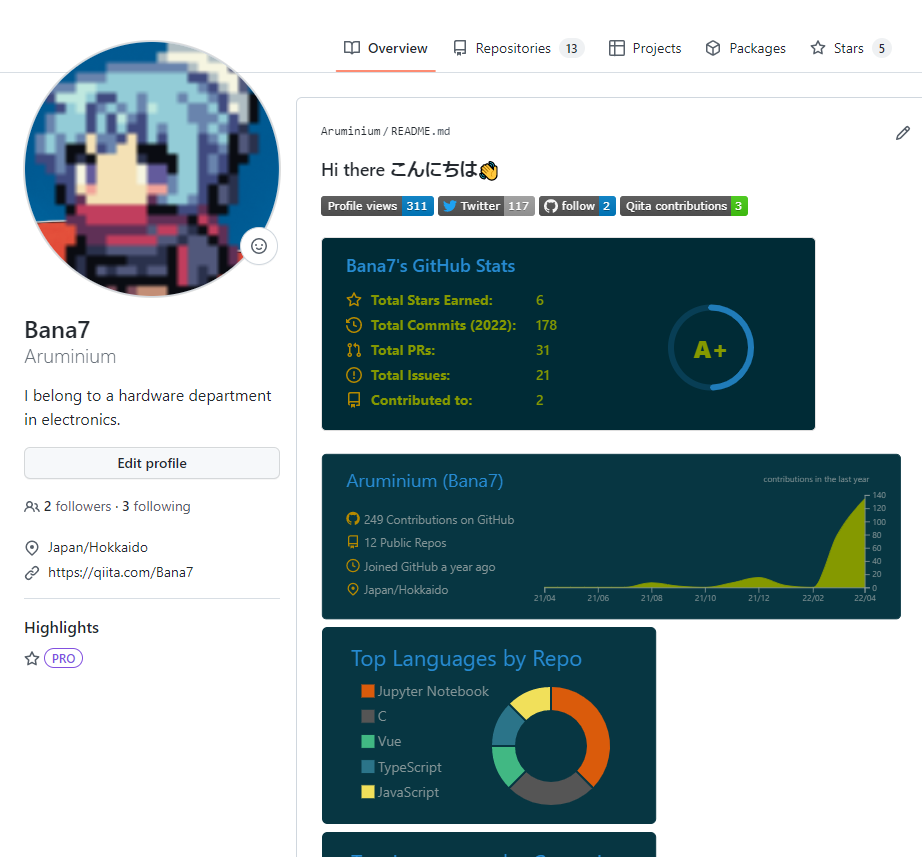 Overview Repositories 13 Projects Packages Stars 5
Aruminium/README.md
Hi there こんにちは👋
Profile views 311 Twitter 117 follow 2 Qiita contributions 3
Bana7
Aruminium
I belong to a hardware department
in electronics.
Edit profile
2 followers · 3 following
Japan/Hokkaido
https://qiita.com/Bana7
Highlights
PRO
Bana7's GitHub Stats
Total Stars Earned: 6
Total Commits (2022): 178
Total PRs: 31
Total Issues: 21
Contributed to: 2
A+
Aruminium (Bana7)
contributions in the last year
249 Contributions on GitHub
12 Public Repos
Joined GitHub a year ago
Japan/Hokkaido
140
120
100
80
60
40
20
0
21/04 21/06 21/08 21/10 21/12 22/02 22/04
Top Languages by Repo
Jupyter Notebook
C
Vue
TypeScript
JavaScript